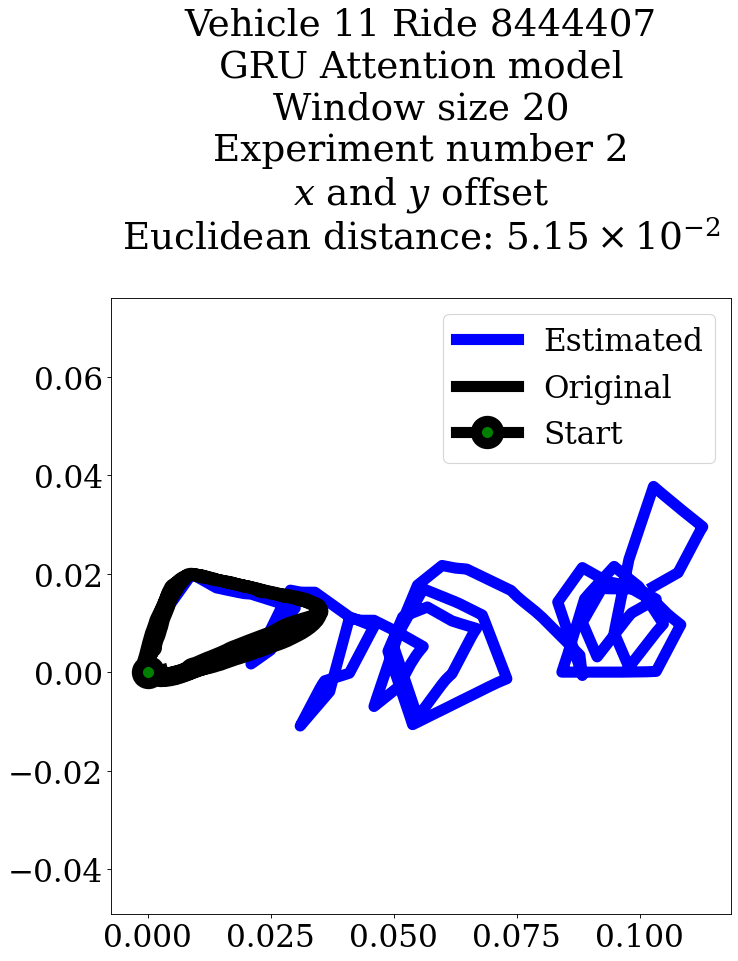 Vehicle 11 Ride 8444407
GRU Attention model
Window size 20
Experiment number 2
x and y offset
Euclidean distance: 5.15 × 10⁻²
Estimated
Original
Start
0.06
0.04
0.02
0.00
−0.02
−0.04
0.000 0.025 0.050 0.075 0.100